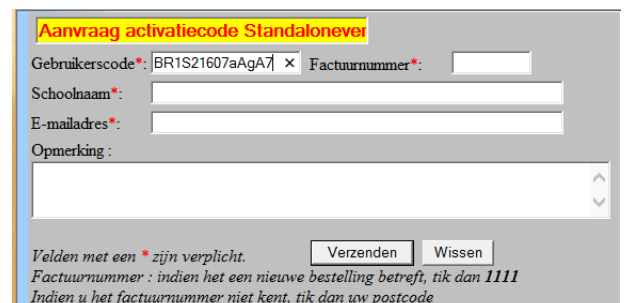 Aanvraag activatiecode Standalonever
Gebruikerscode*: BR1S21607aAgA7 × Factuurnummer*:
Schoolnaam*:
E-mailadres*:
Opmerking :
Velden met een * zijn verplicht. Verzenden Wissen
Factuurnummer : indien het een nieuwe bestelling betreft, tik dan 1111
Indien u het factuurnummer niet kent, tik dan uw postcode